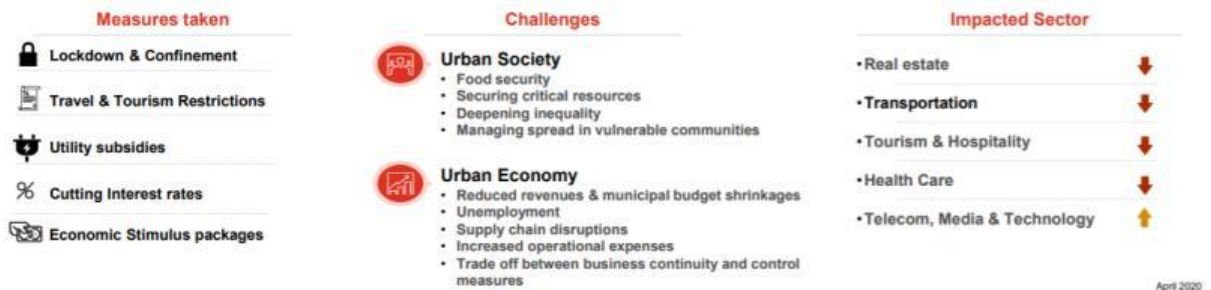 Measures taken
Lockdown & Confinement
Travel & Tourism Restrictions
Utility subsidies
% Cutting Interest rates
Economic Stimulus packages
Challenges
Urban Society
• Food security
• Securing critical resources
• Deepening inequality
• Managing spread in vulnerable communities
Urban Economy
• Reduced revenues & municipal budget shrinkages
• Unemployment
• Supply chain disruptions
• Increased operational expenses
• Trade off between business continuity and control
measures
Impacted Sector
•Real estate
•Transportation
•Tourism & Hospitality
•Health Care
•Telecom, Media & Technology
April 2020